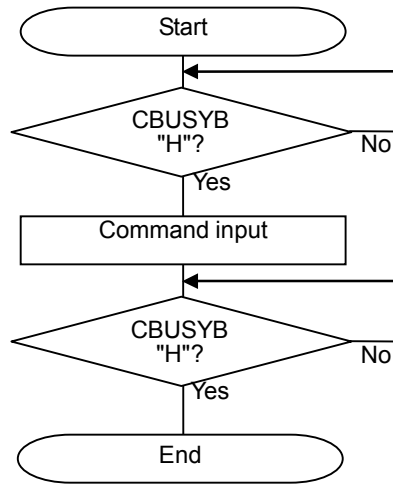 Start
CBUSYB
"H"?
No
Yes
Command input
CBUSYB
"H"?
No
Yes
End